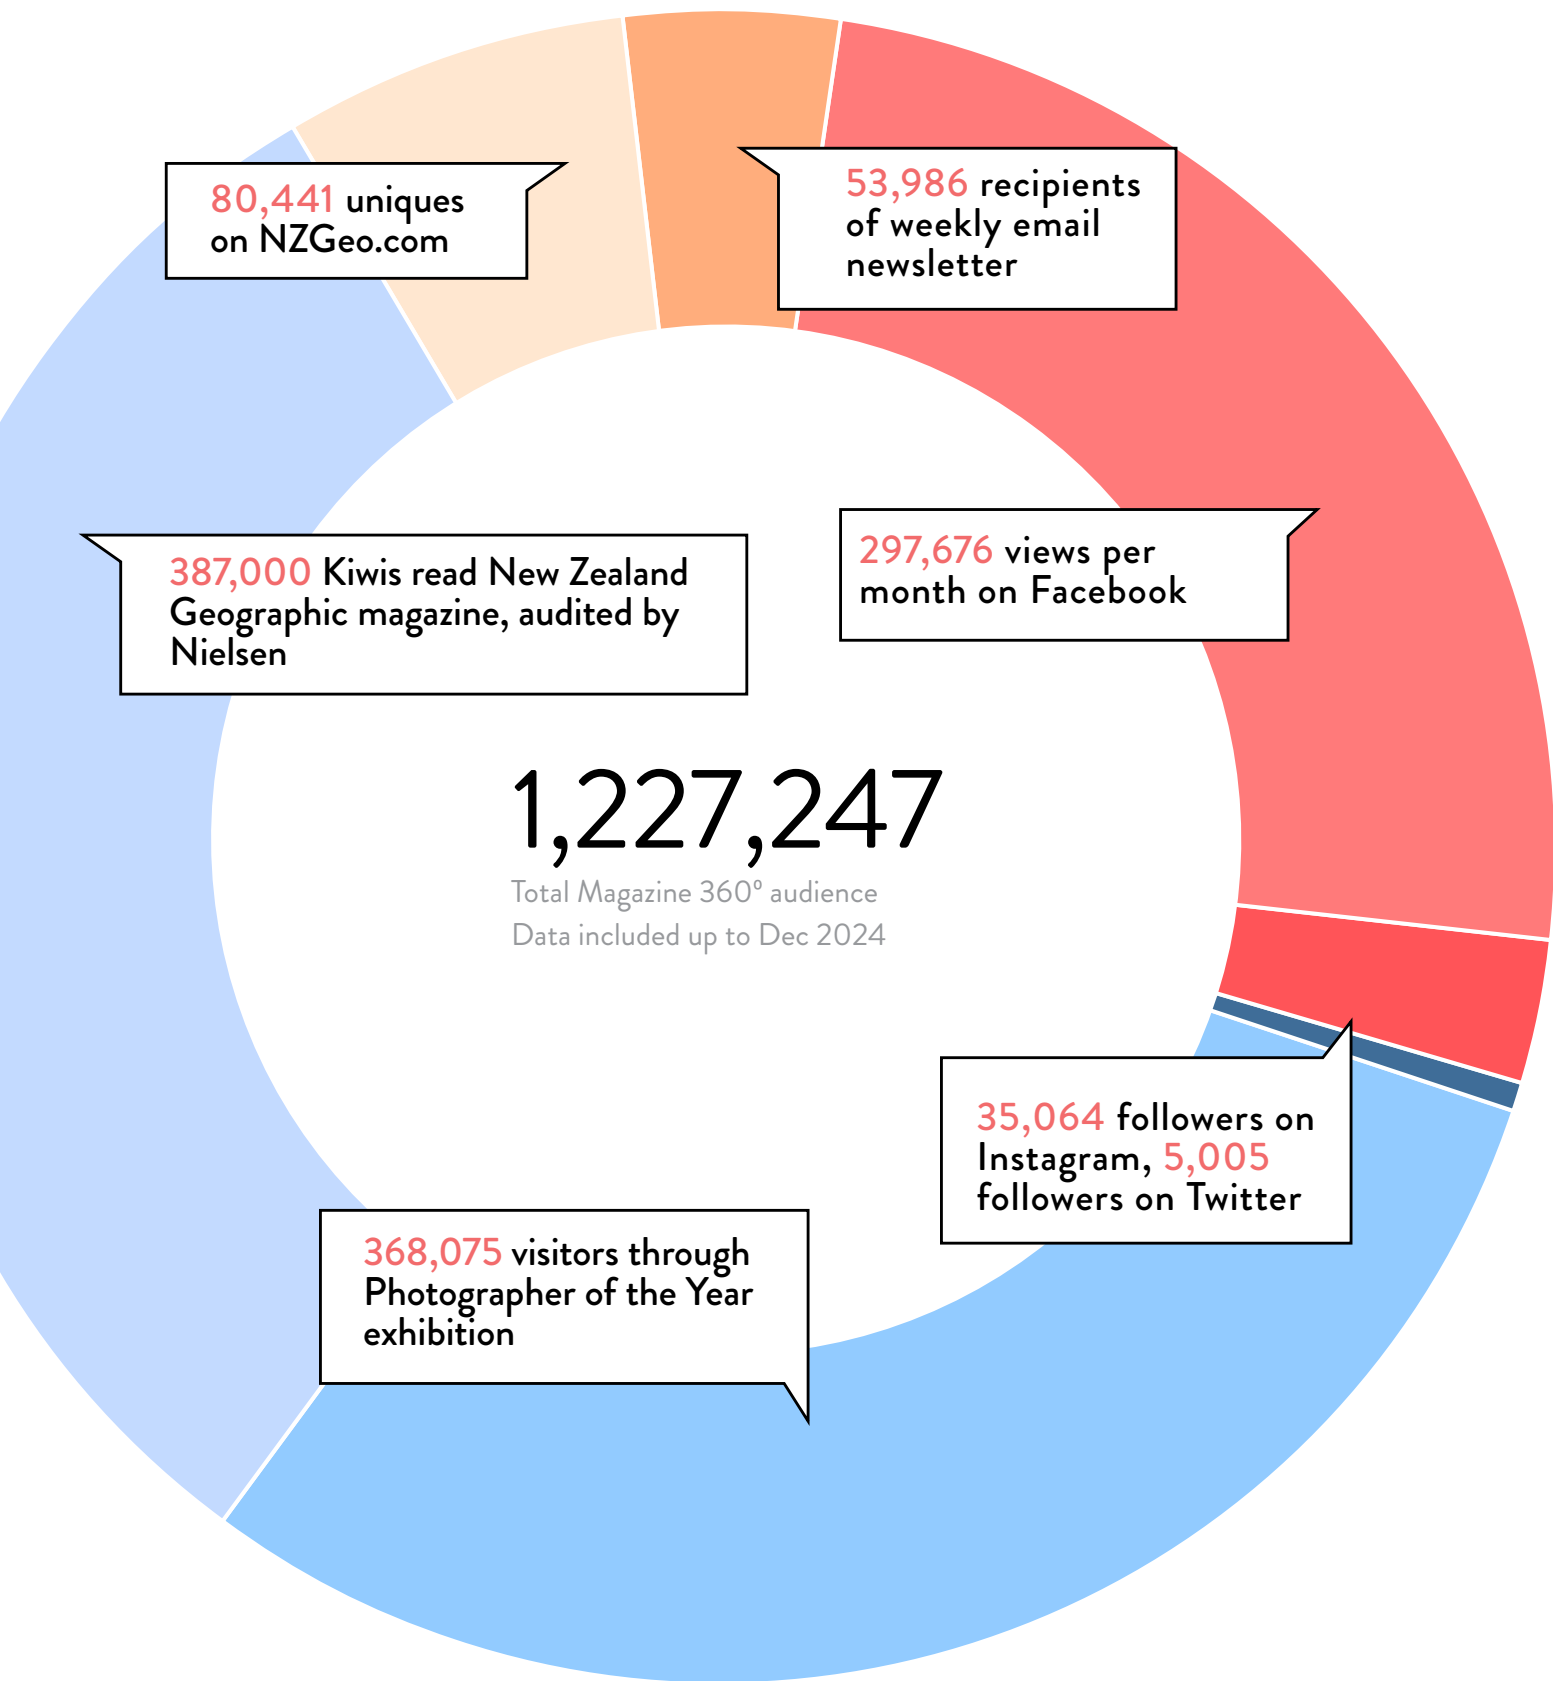 80,441 uniques
on NZGeo.com
53,986 recipients
of weekly email
newsletter
387,000 Kiwis read New Zealand
Geographic magazine, audited by
Nielsen
297,676 views per
month on Facebook
1,227,247
Total Magazine 360º audience
Data included up to Dec 2024
35,064 followers on
Instagram, 5,005
followers on Twitter
368,075 visitors through
Photographer of the Year
exhibition